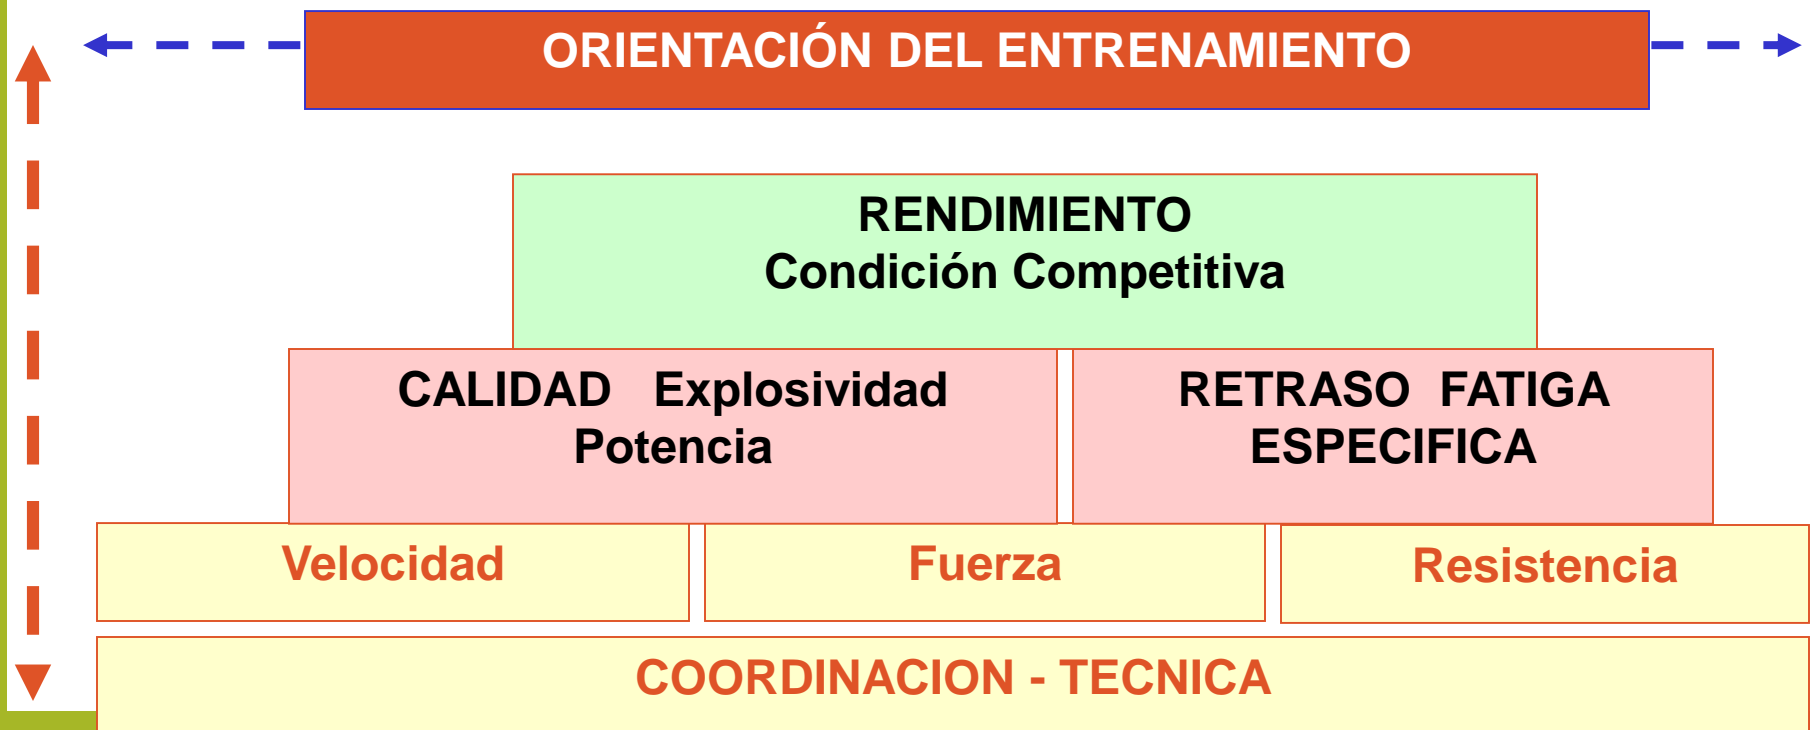 ORIENTACIÓN DEL ENTRENAMIENTO
RENDIMIENTO
Condición Competitiva
CALIDAD Explosividad
Potencia
RETRASO FATIGA
ESPECIFICA
Velocidad
Fuerza
Resistencia
COORDINACION - TECNICA